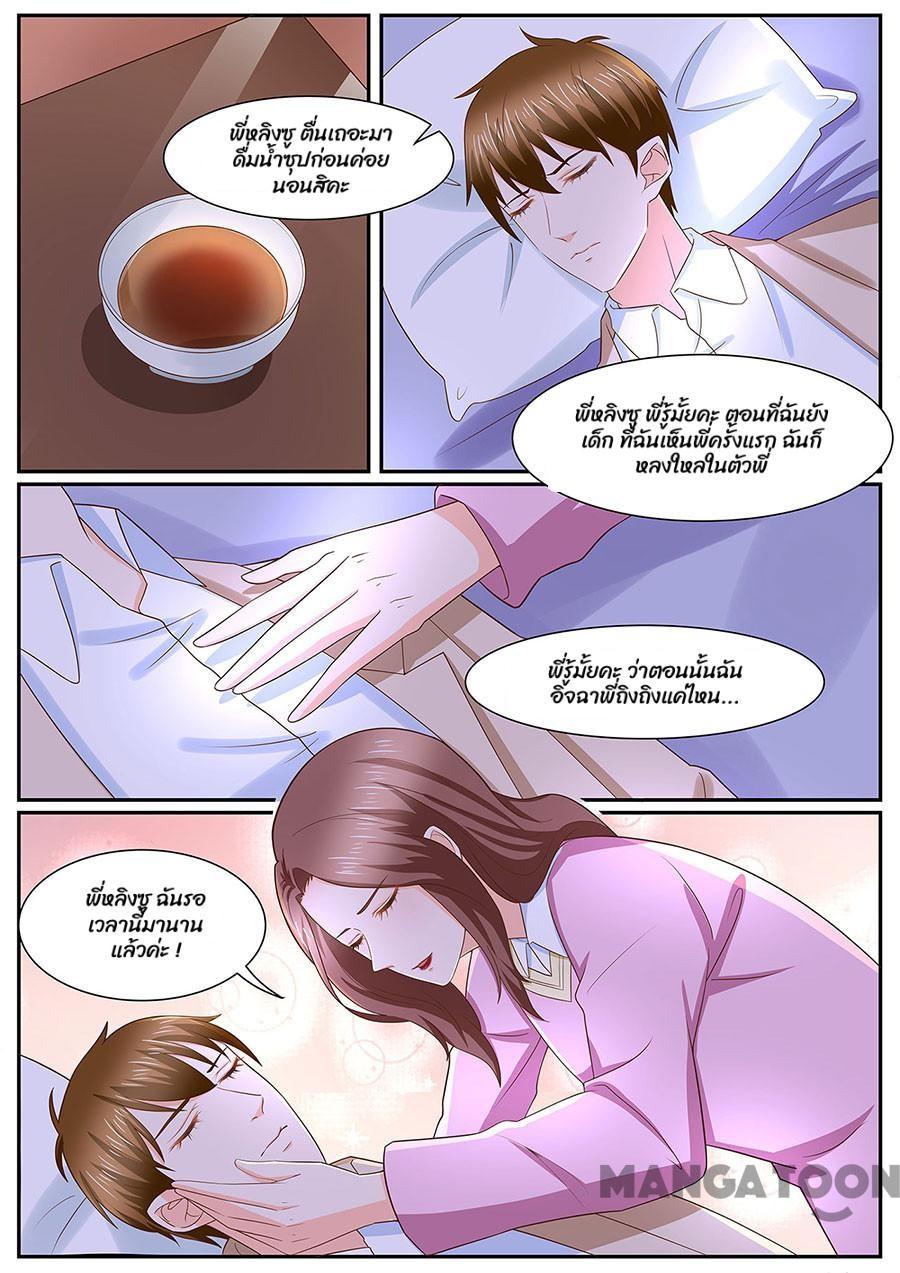 พี่หลิงซู ตื่นเถอะมา
ดื่มน้ำซุปก่อนค่อย
นอนสิคะ
พี่หลิงซู พี่รู้มั้ยคะ ตอนที่ฉันยัง
เด็ก ที่ฉันเห็นพี่ครั้งแรก ฉันก็
หลงใหลในตัวพี่
พี่รู้มั้ยคะ ว่าตอนนั้นฉัน
อิจฉาพี่ถิงถิงแค่ไหน...
พี่หลิงซู ฉันรอ
เวลานี้มานาน
แล้วค่ะ !
MANGATOON